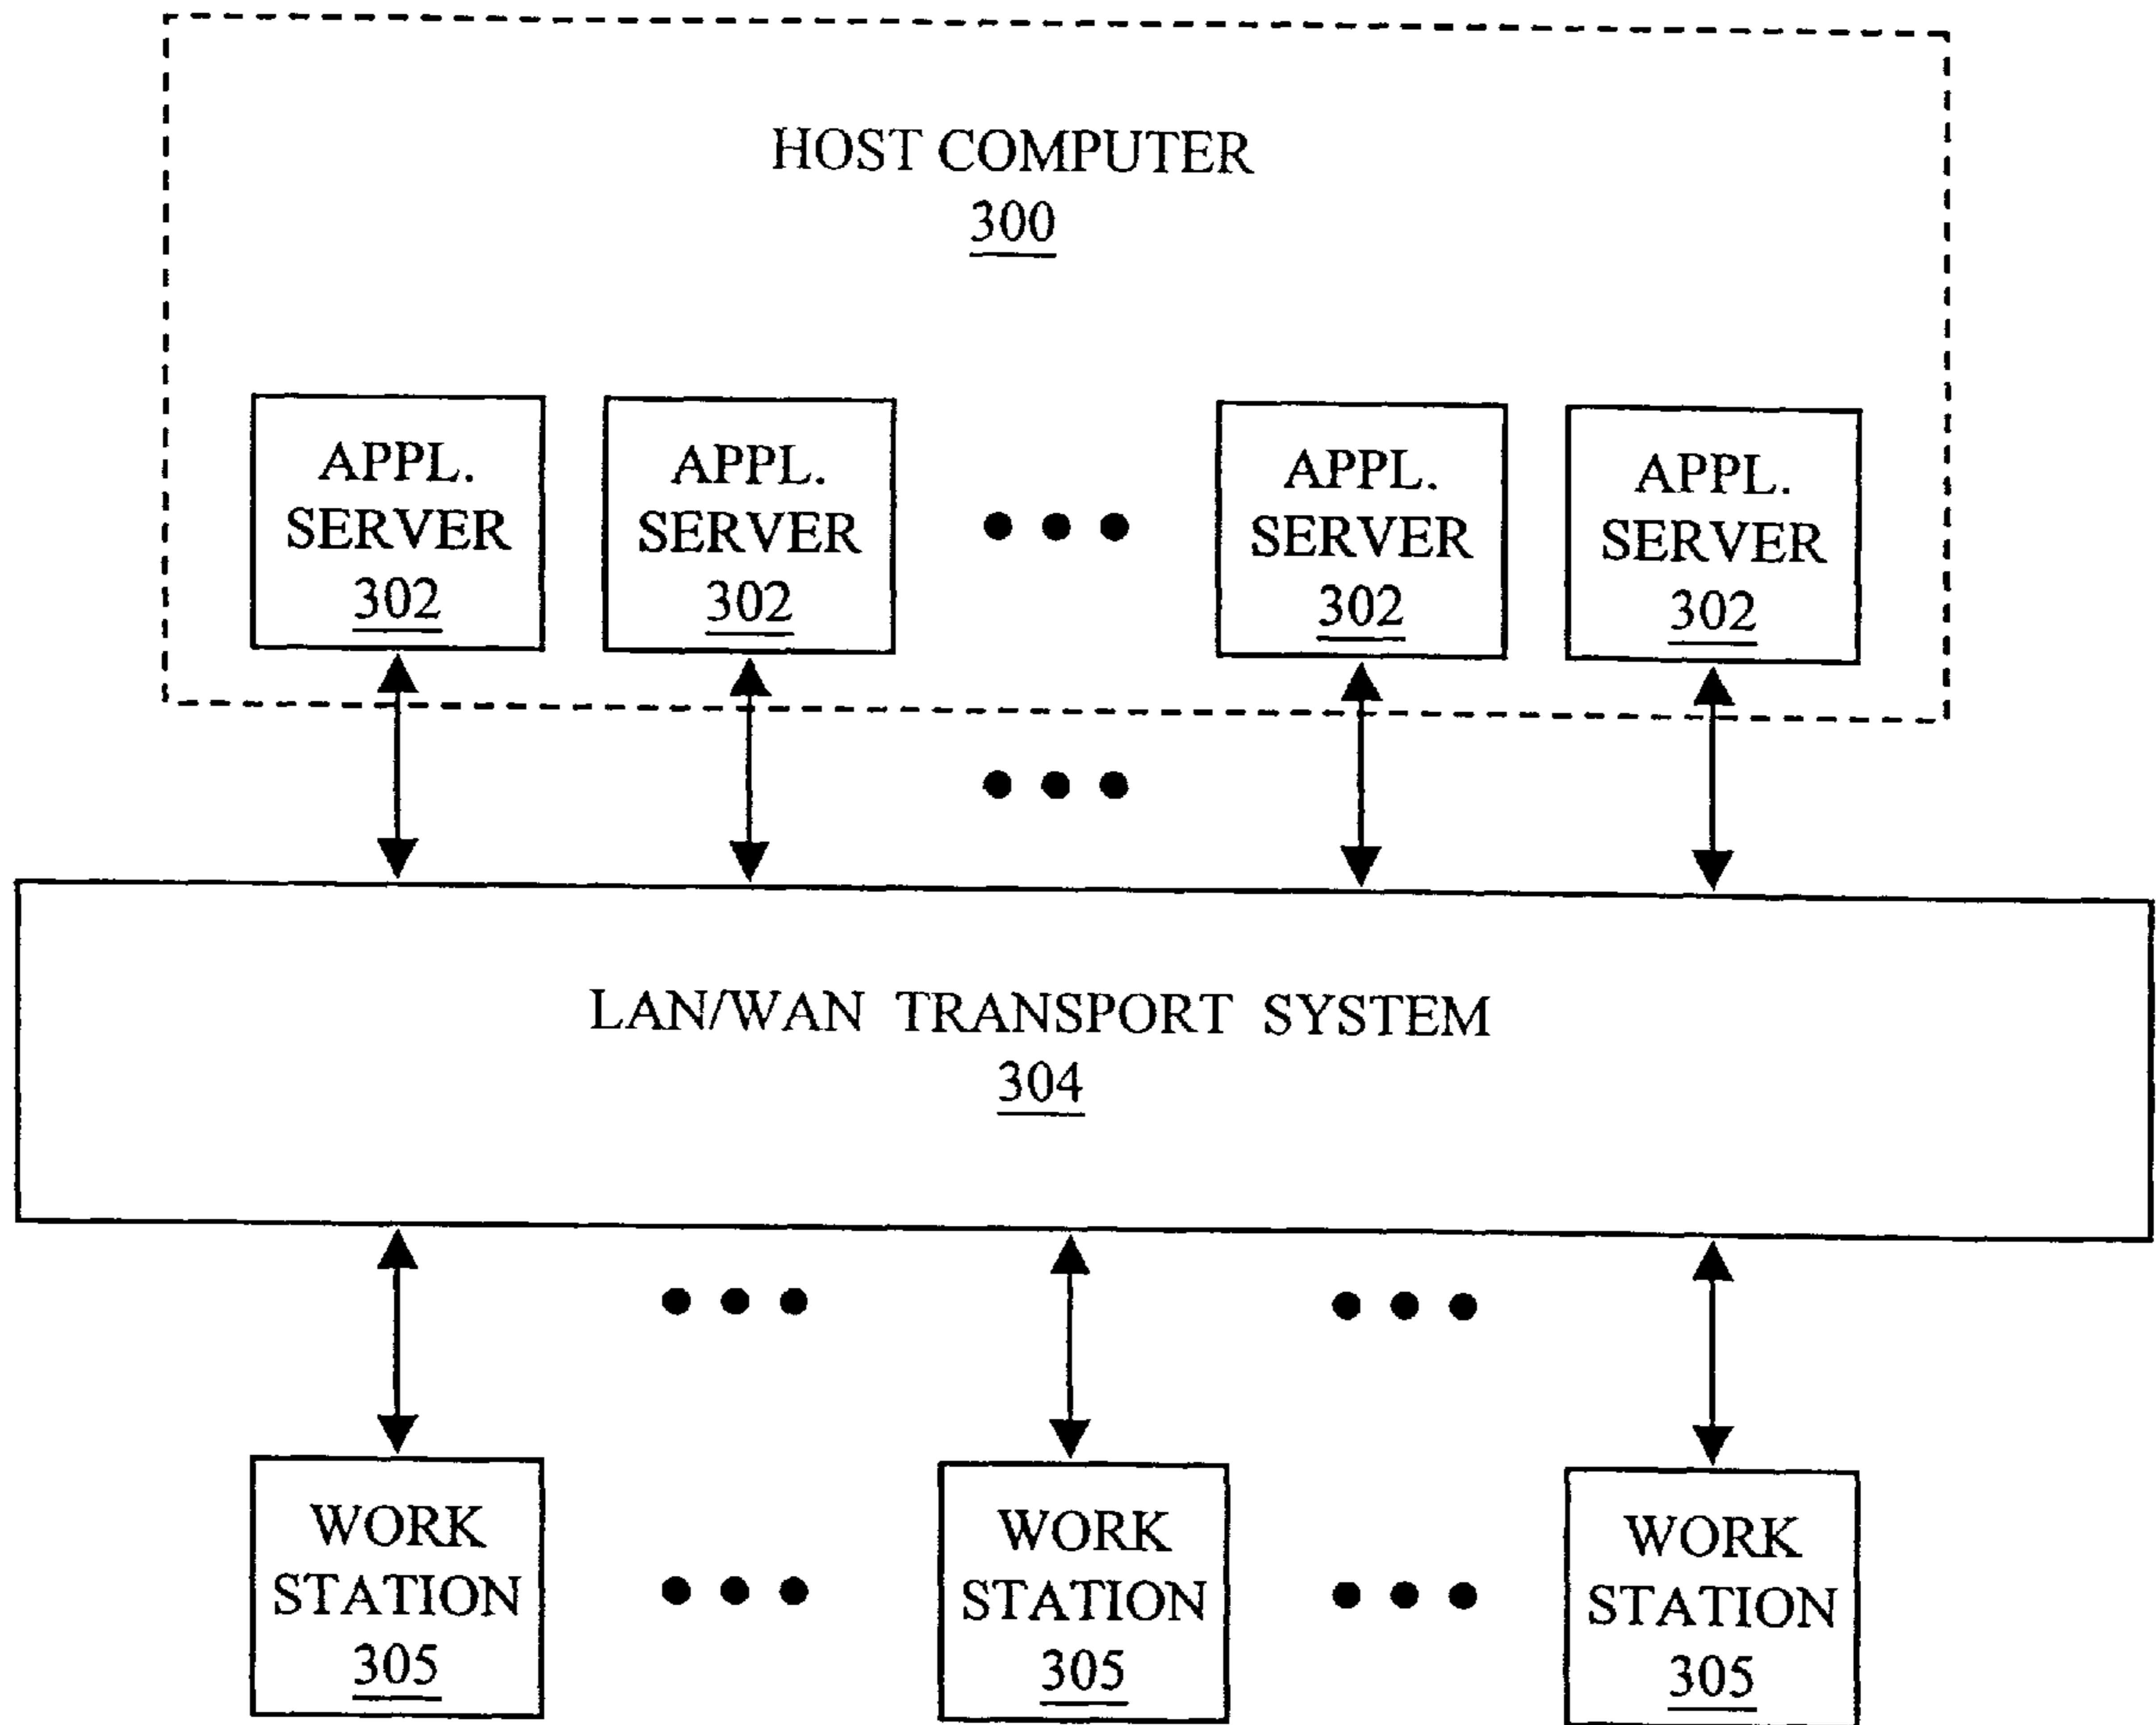 HOST COMPUTER
300
APPL.
SERVER
302
APPL.
SERVER
302
APPL.
SERVER
302
APPL.
SERVER
302
LAN/WAN TRANSPORT SYSTEM
304
WORK
STATION
305
WORK
STATION
305
WORK
STATION
305